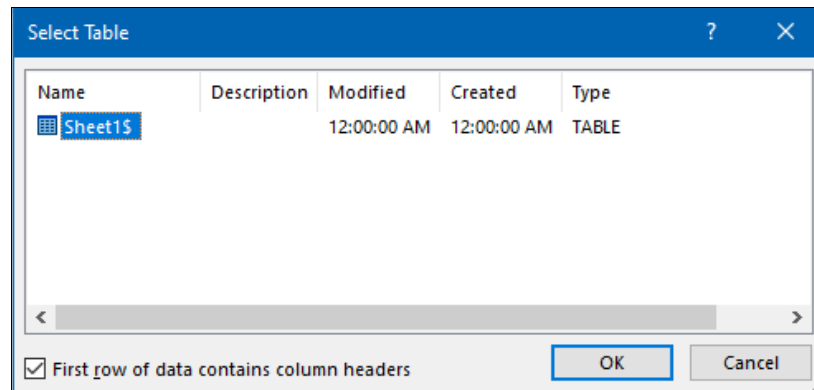 Select Table ? ×
Name Description Modified Created Type
Sheet1$ 12:00:00 AM 12:00:00 AM TABLE
First row of data contains column headers OK Cancel